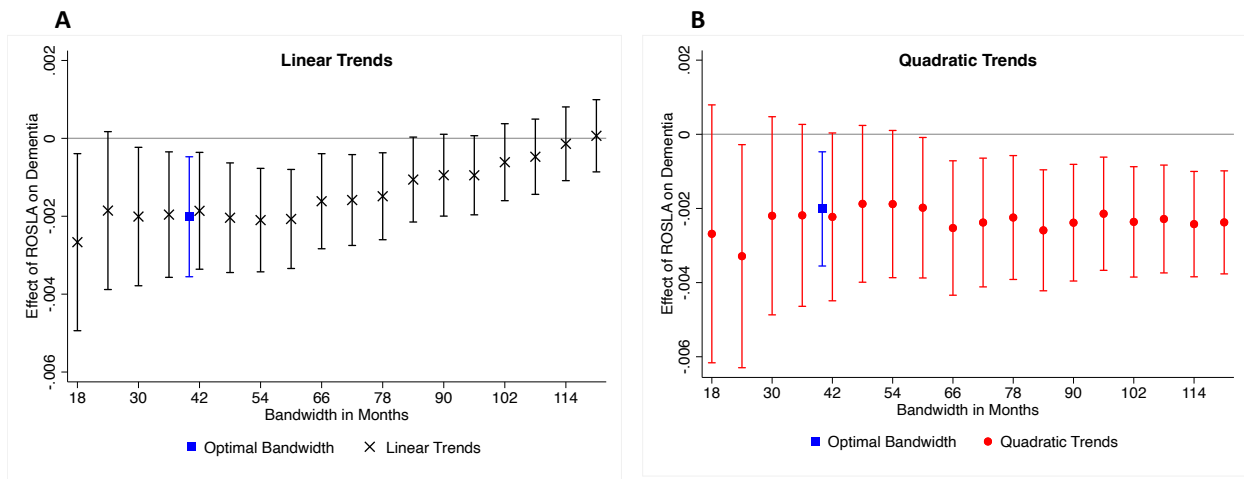 A
Linear Trends
Effect of ROSLA on Dementia
.002
0
-.002
-.004
-.006
18 30 42 54 66 78 90 102 114
Bandwidth in Months
Optimal Bandwidth Linear Trends
B
Quadratic Trends
Effect of ROSLA on Dementia
.002
0
-.002
-.004
-.006
18 30 42 54 66 78 90 102 114
Bandwidth in Months
Optimal Bandwidth Quadratic Trends